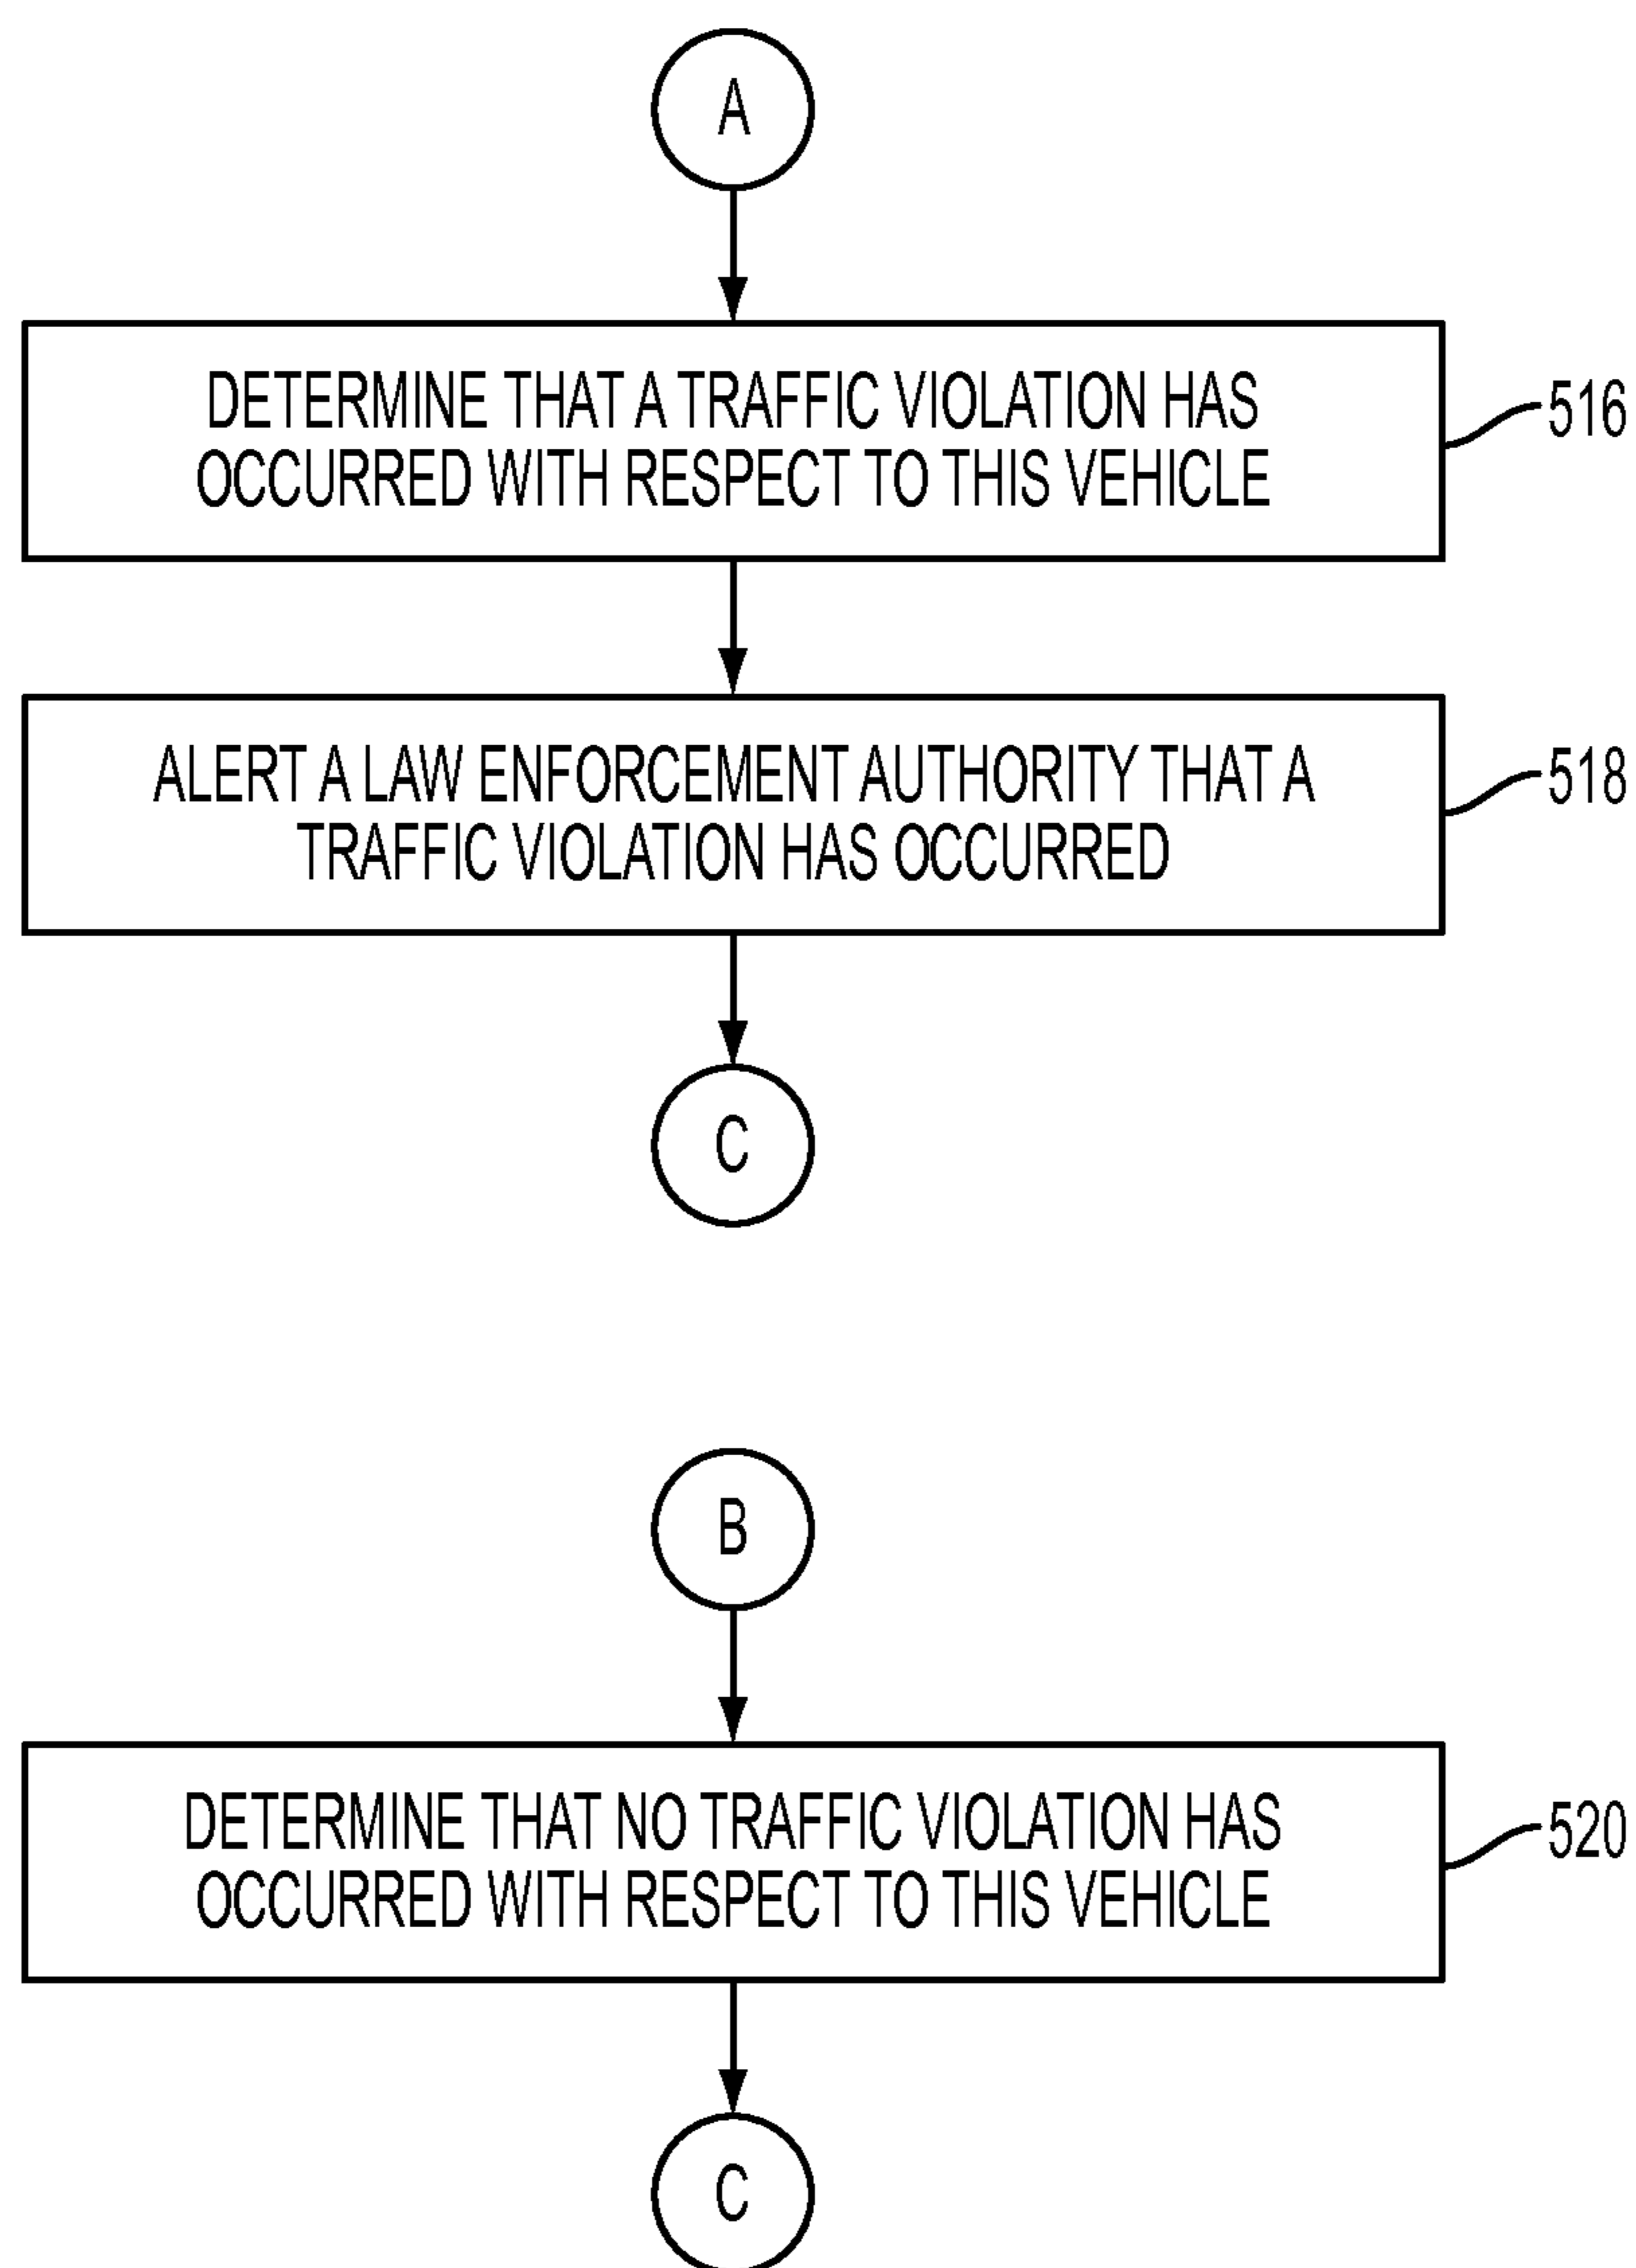 A
DETERMINE THAT A TRAFFIC VIOLATION HAS
OCCURRED WITH RESPECT TO THIS VEHICLE
516
ALERT A LAW ENFORCEMENT AUTHORITY THAT A
TRAFFIC VIOLATION HAS OCCURRED
518
C
B
DETERMINE THAT NO TRAFFIC VIOLATION HAS
OCCURRED WITH RESPECT TO THIS VEHICLE
520
C